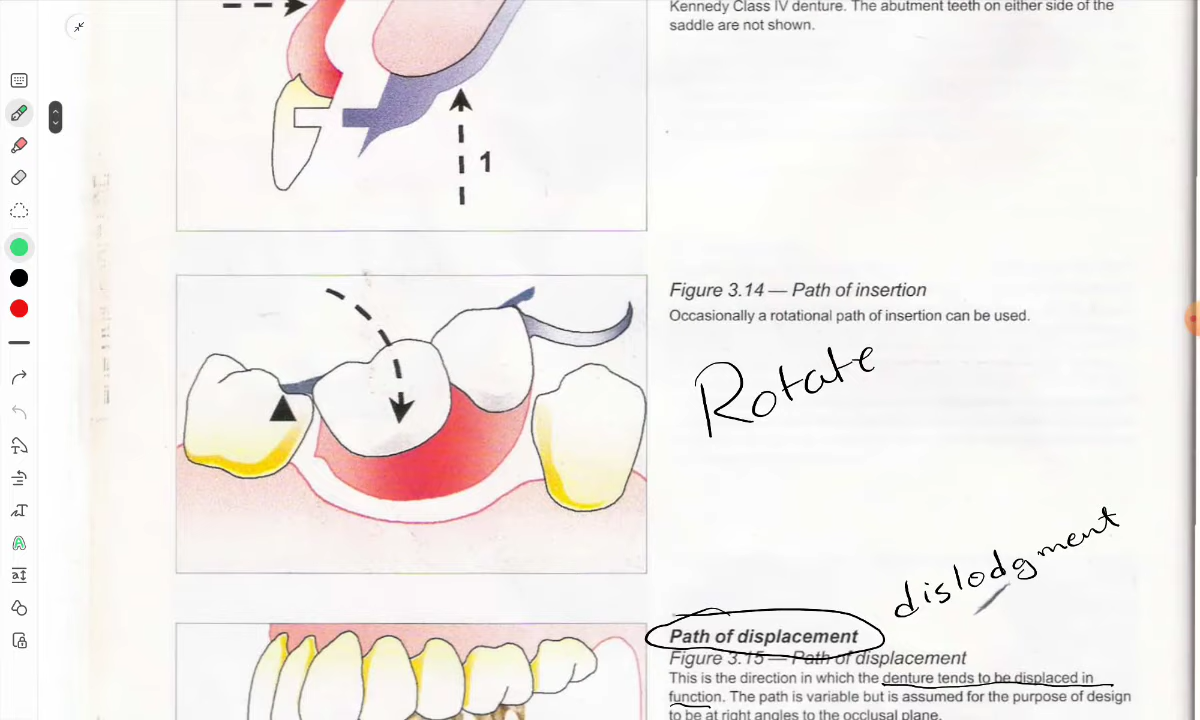 Kennedy Class IV denture. The abutment teeth on either side of the
saddle are not shown.
1
Figure 3.14 — Path of insertion
Occasionally a rotational path of insertion can be used.
Rotate
dislodgment
Path of displacement
Figure 3.15 — Path of displacement
This is the direction in which the denture tends to be displaced in
function. The path is variable but is assumed for the purpose of design
to be at right angles to the occlusal plane.